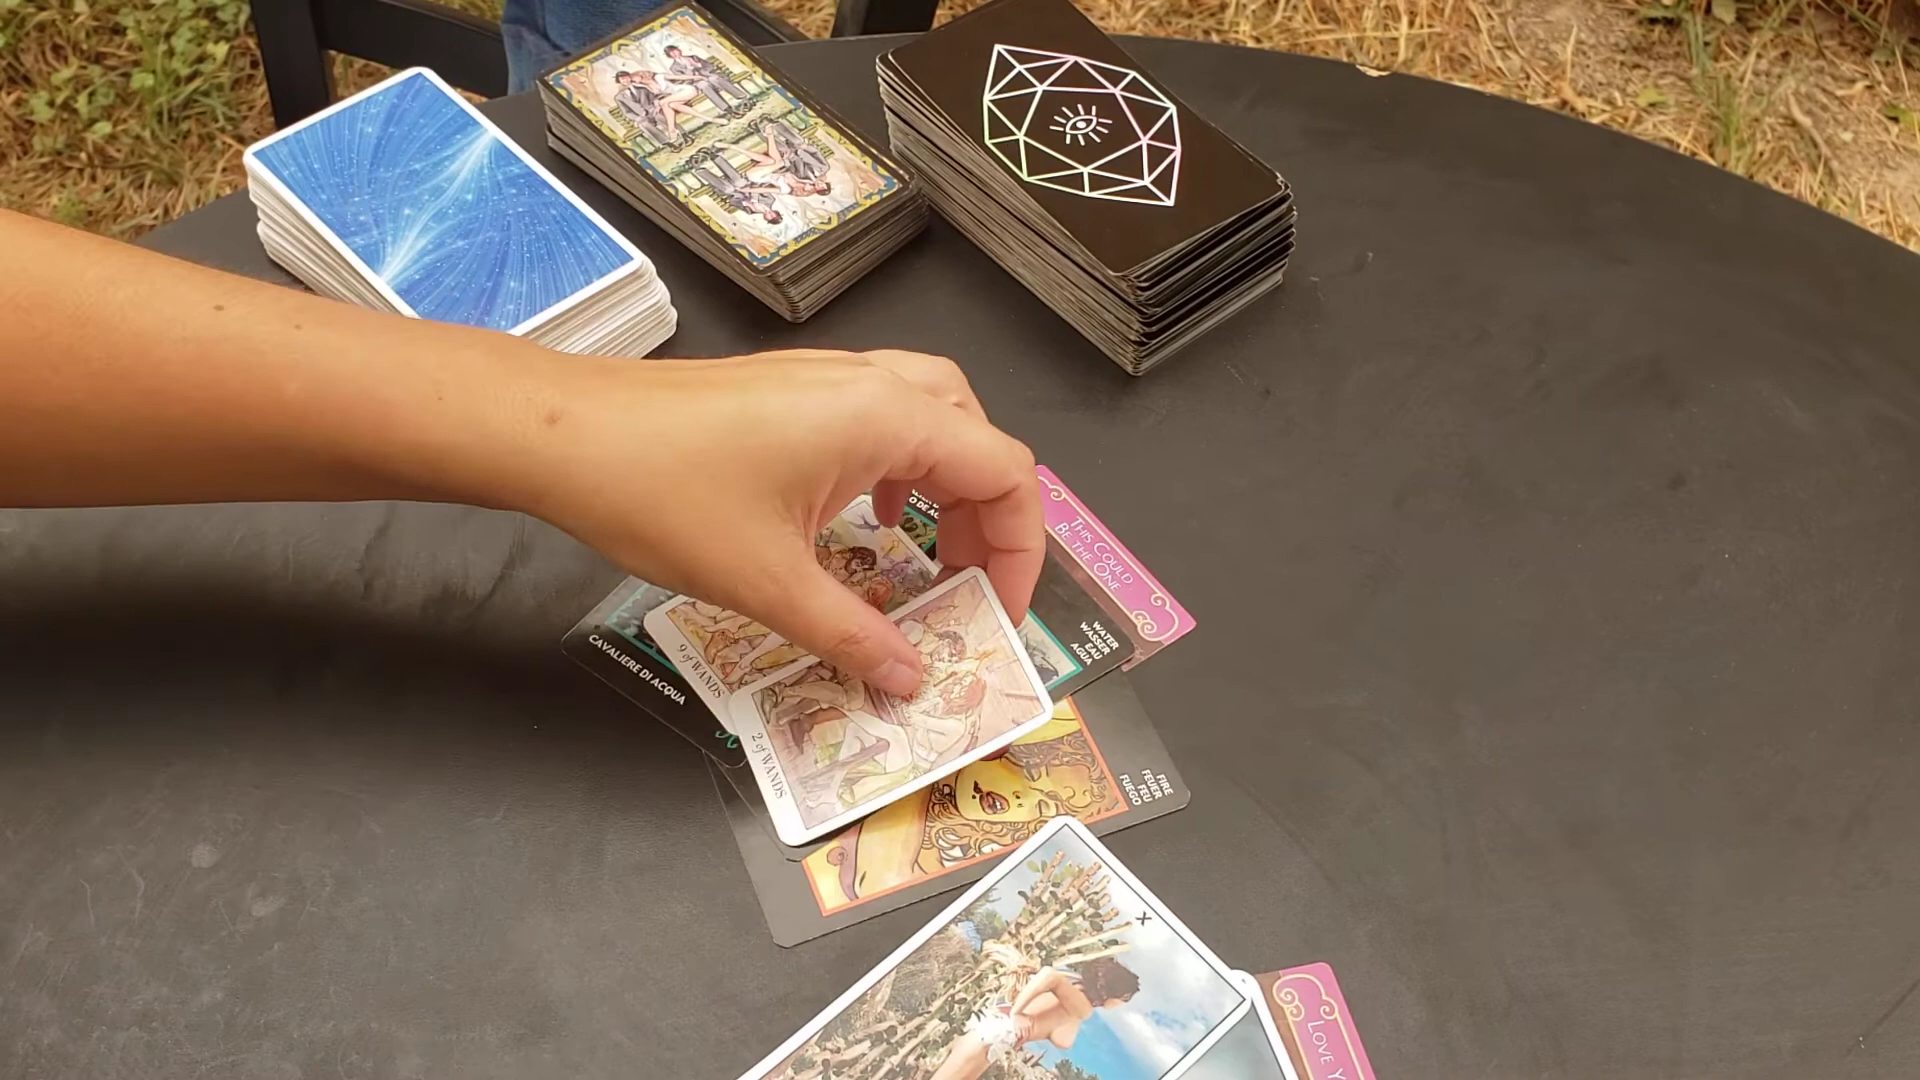 THIS COULD
BE THE ONE
WATER
WASSER
EAU
AGUA
9 of WANDS
CAVALIERE DI ACQUA
2 of WANDS
FIRE
FEUER
FEU
FUEGO
X
LOVE